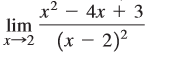 lim x→2 x² − 4x + 3 / (x − 2)²